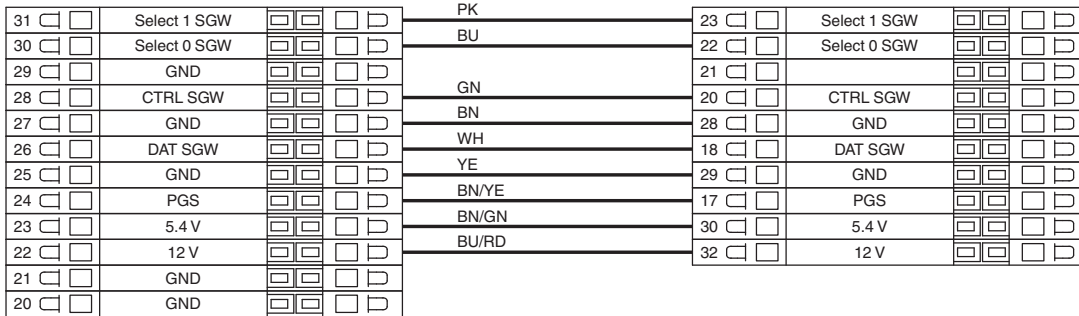 31 Select 1 SGW PK 23 Select 1 SGW
30 Select 0 SGW BU 22 Select 0 SGW
29 GND 21
28 CTRL SGW GN 20 CTRL SGW
27 GND BN 28 GND
26 DAT SGW WH 18 DAT SGW
25 GND YE 29 GND
24 PGS BN/YE 17 PGS
23 5.4 V BN/GN 30 5.4 V
22 12 V BU/RD 32 12 V
21 GND
20 GND